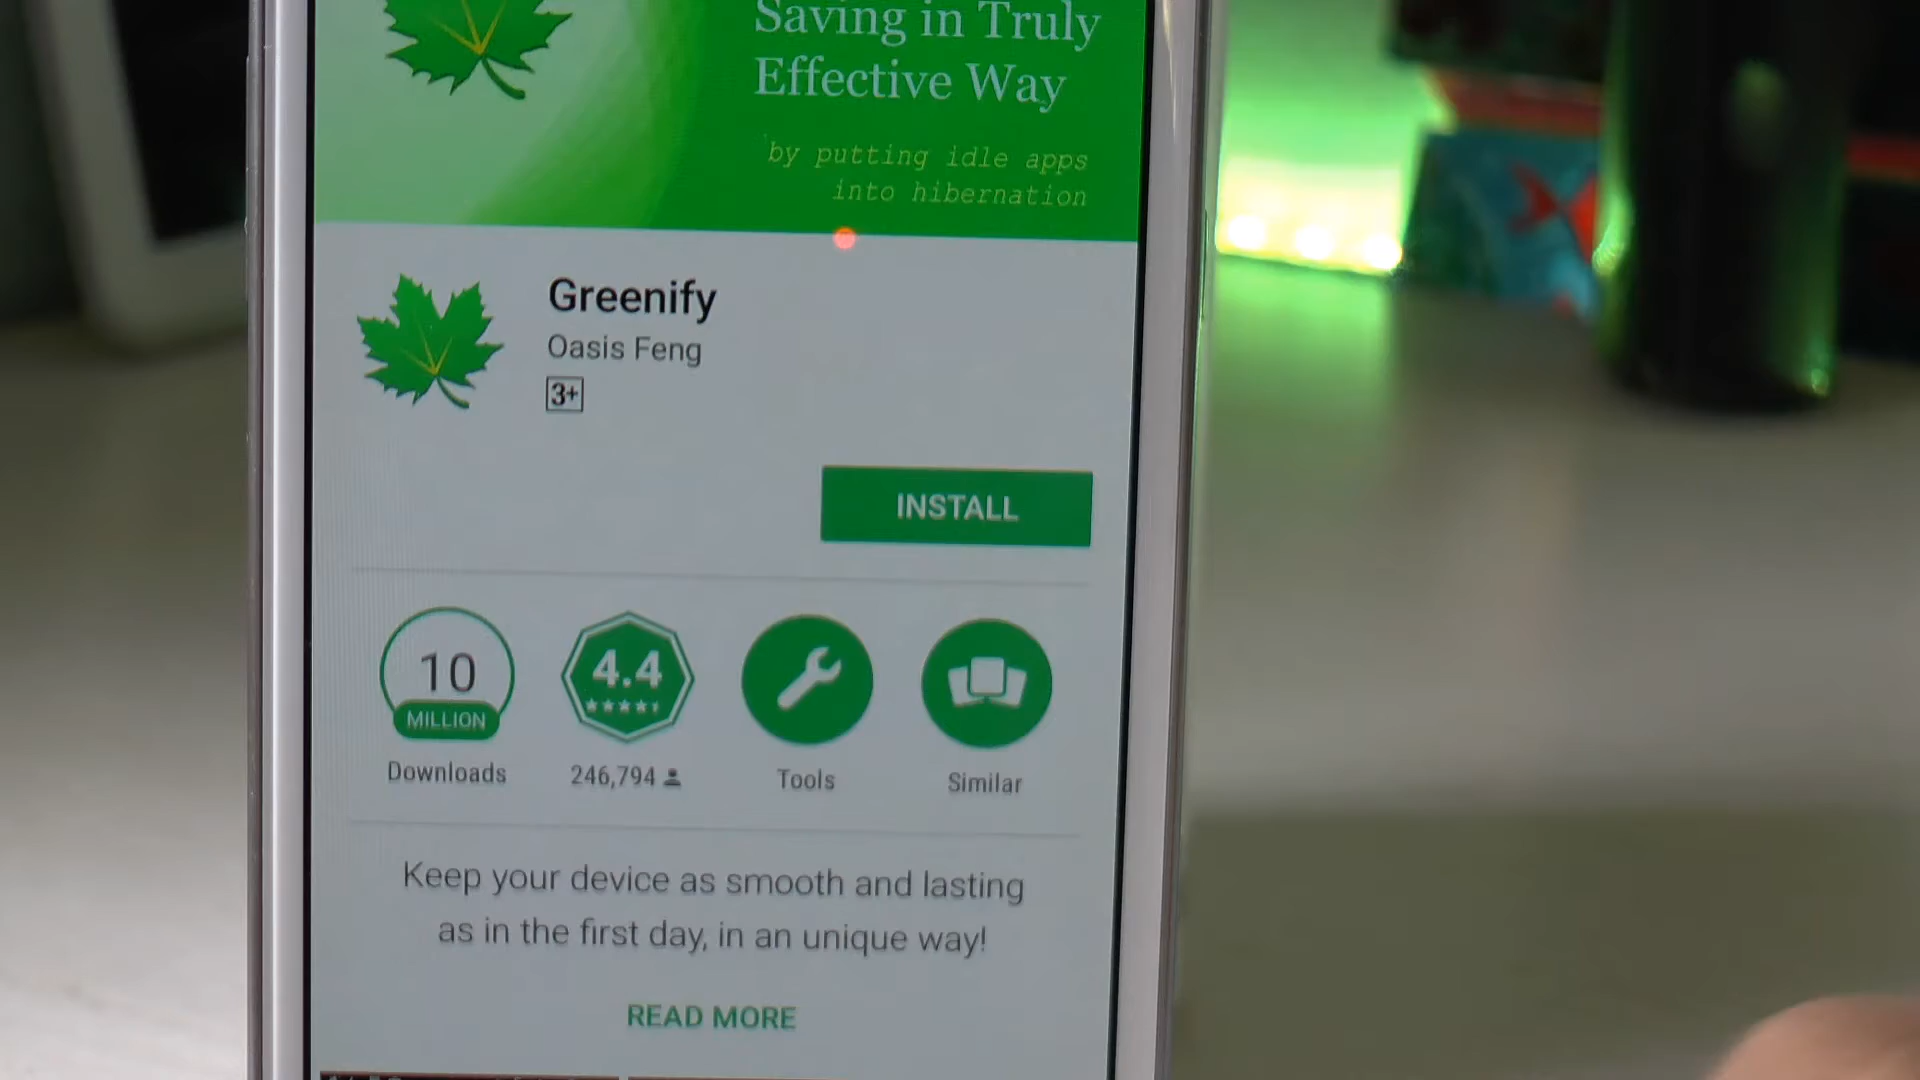 Saving in Truly
Effective Way
by putting idle apps
into hibernation
Greenify
Oasis Feng
3+
INSTALL
10
MILLION
Downloads
4.4
246,794
Tools
Similar
Keep your device as smooth and lasting
as in the first day, in an unique way!
READ MORE